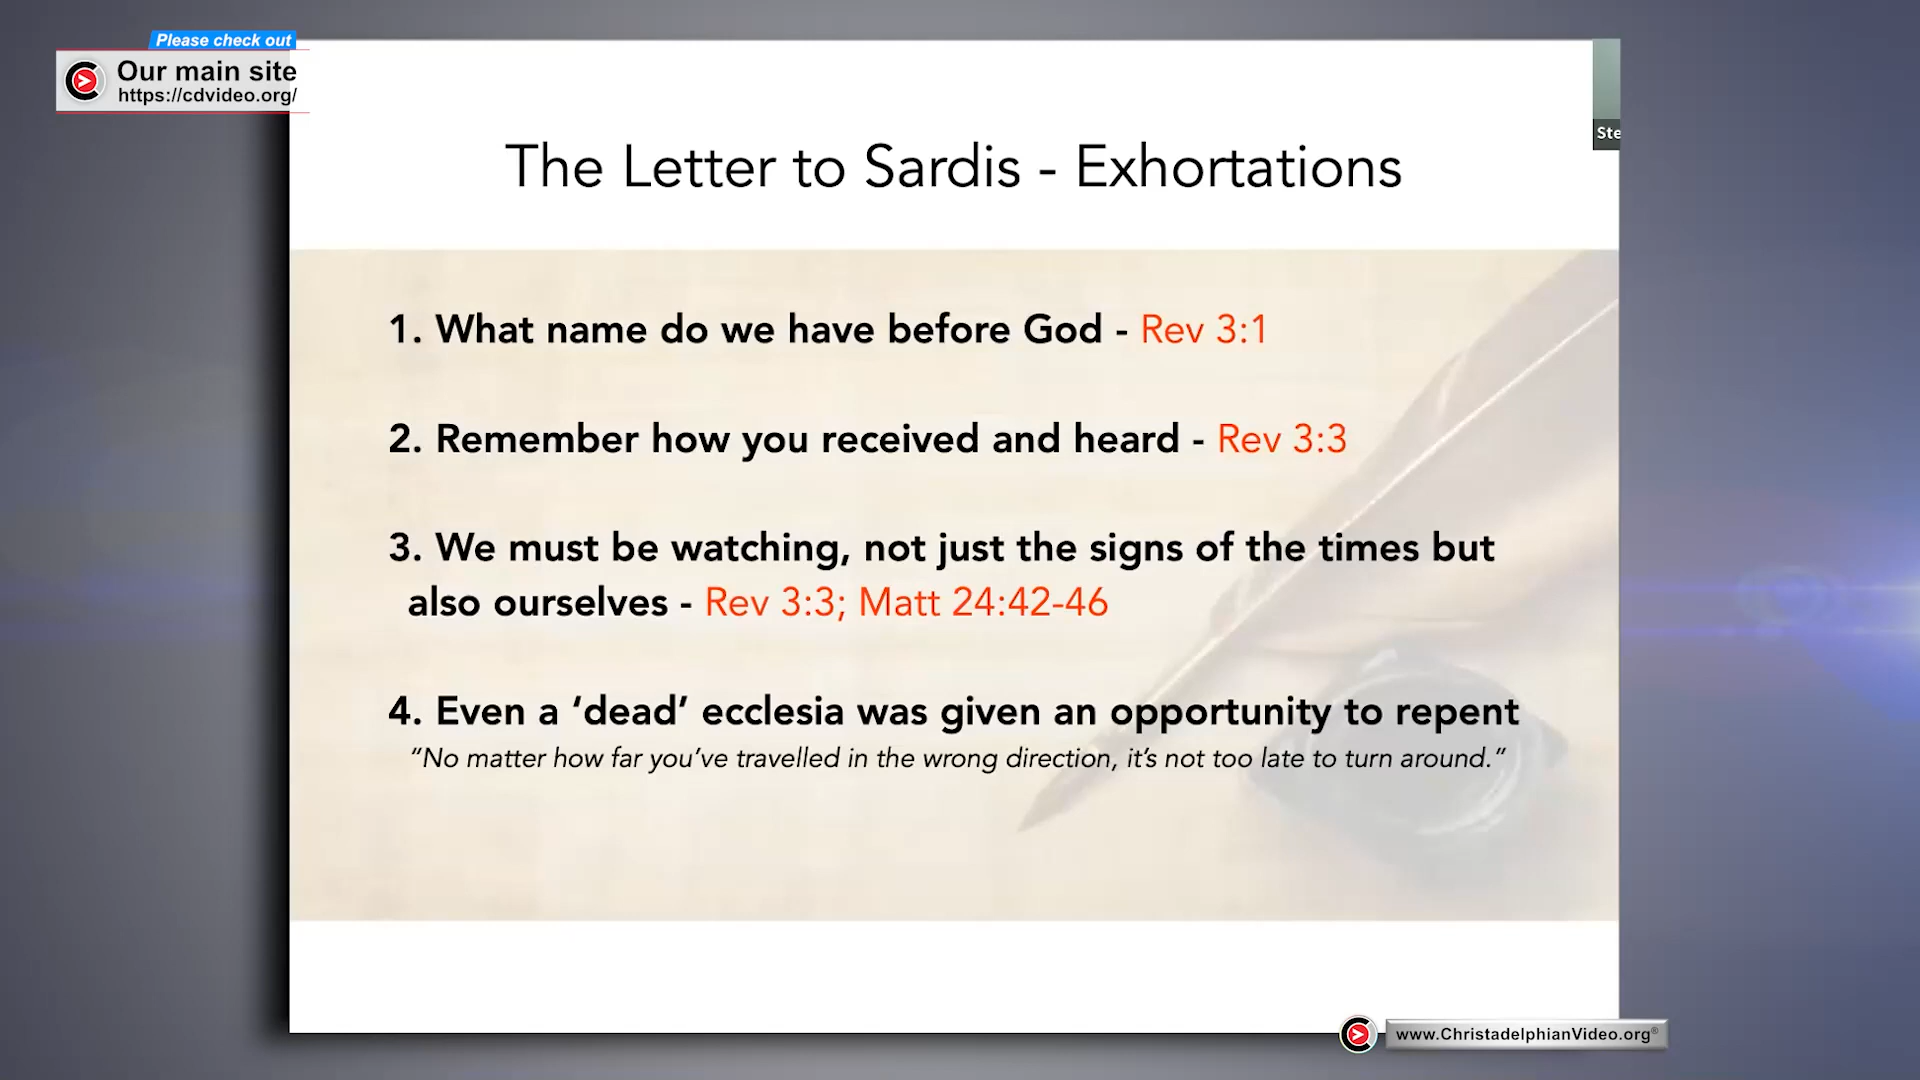 Please check out
Our main site
https://cdvideo.org/
Ste
The Letter to Sardis - Exhortations
1. What name do we have before God - Rev 3:1
2. Remember how you received and heard - Rev 3:3
3. We must be watching, not just the signs of the times but
also ourselves - Rev 3:3; Matt 24:42-46
4. Even a ‘dead’ ecclesia was given an opportunity to repent
“No matter how far you’ve travelled in the wrong direction, it’s not too late to turn around.”
www.ChristadelphianVideo.org®